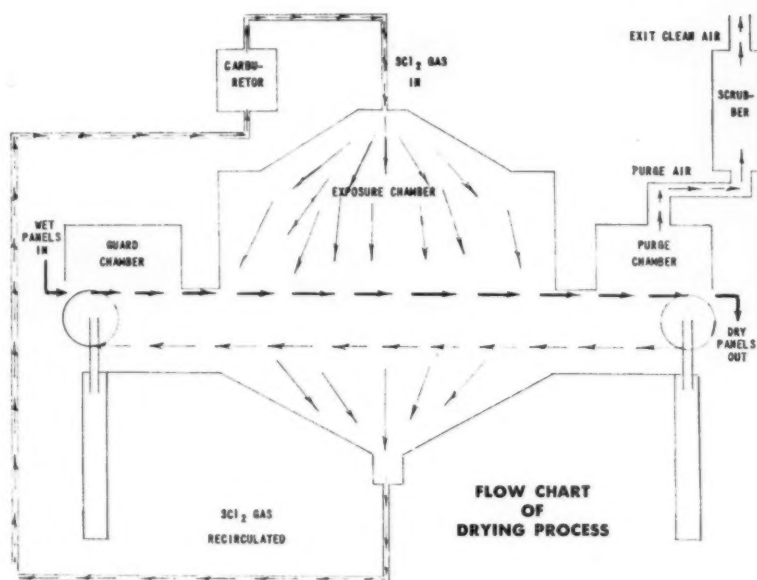 EXIT CLEAN AIR
CARBU-
RETOR
SCl₂ GAS
IN
SCRUB-
BER
PURGE AIR
EXPOSURE CHAMBER
WET
PANELS
IN
GUARD
CHAMBER
PURGE
CHAMBER
DRY
PANELS
OUT
FLOW CHART
OF
DRYING PROCESS
SCl₂ GAS
RECIRCULATED